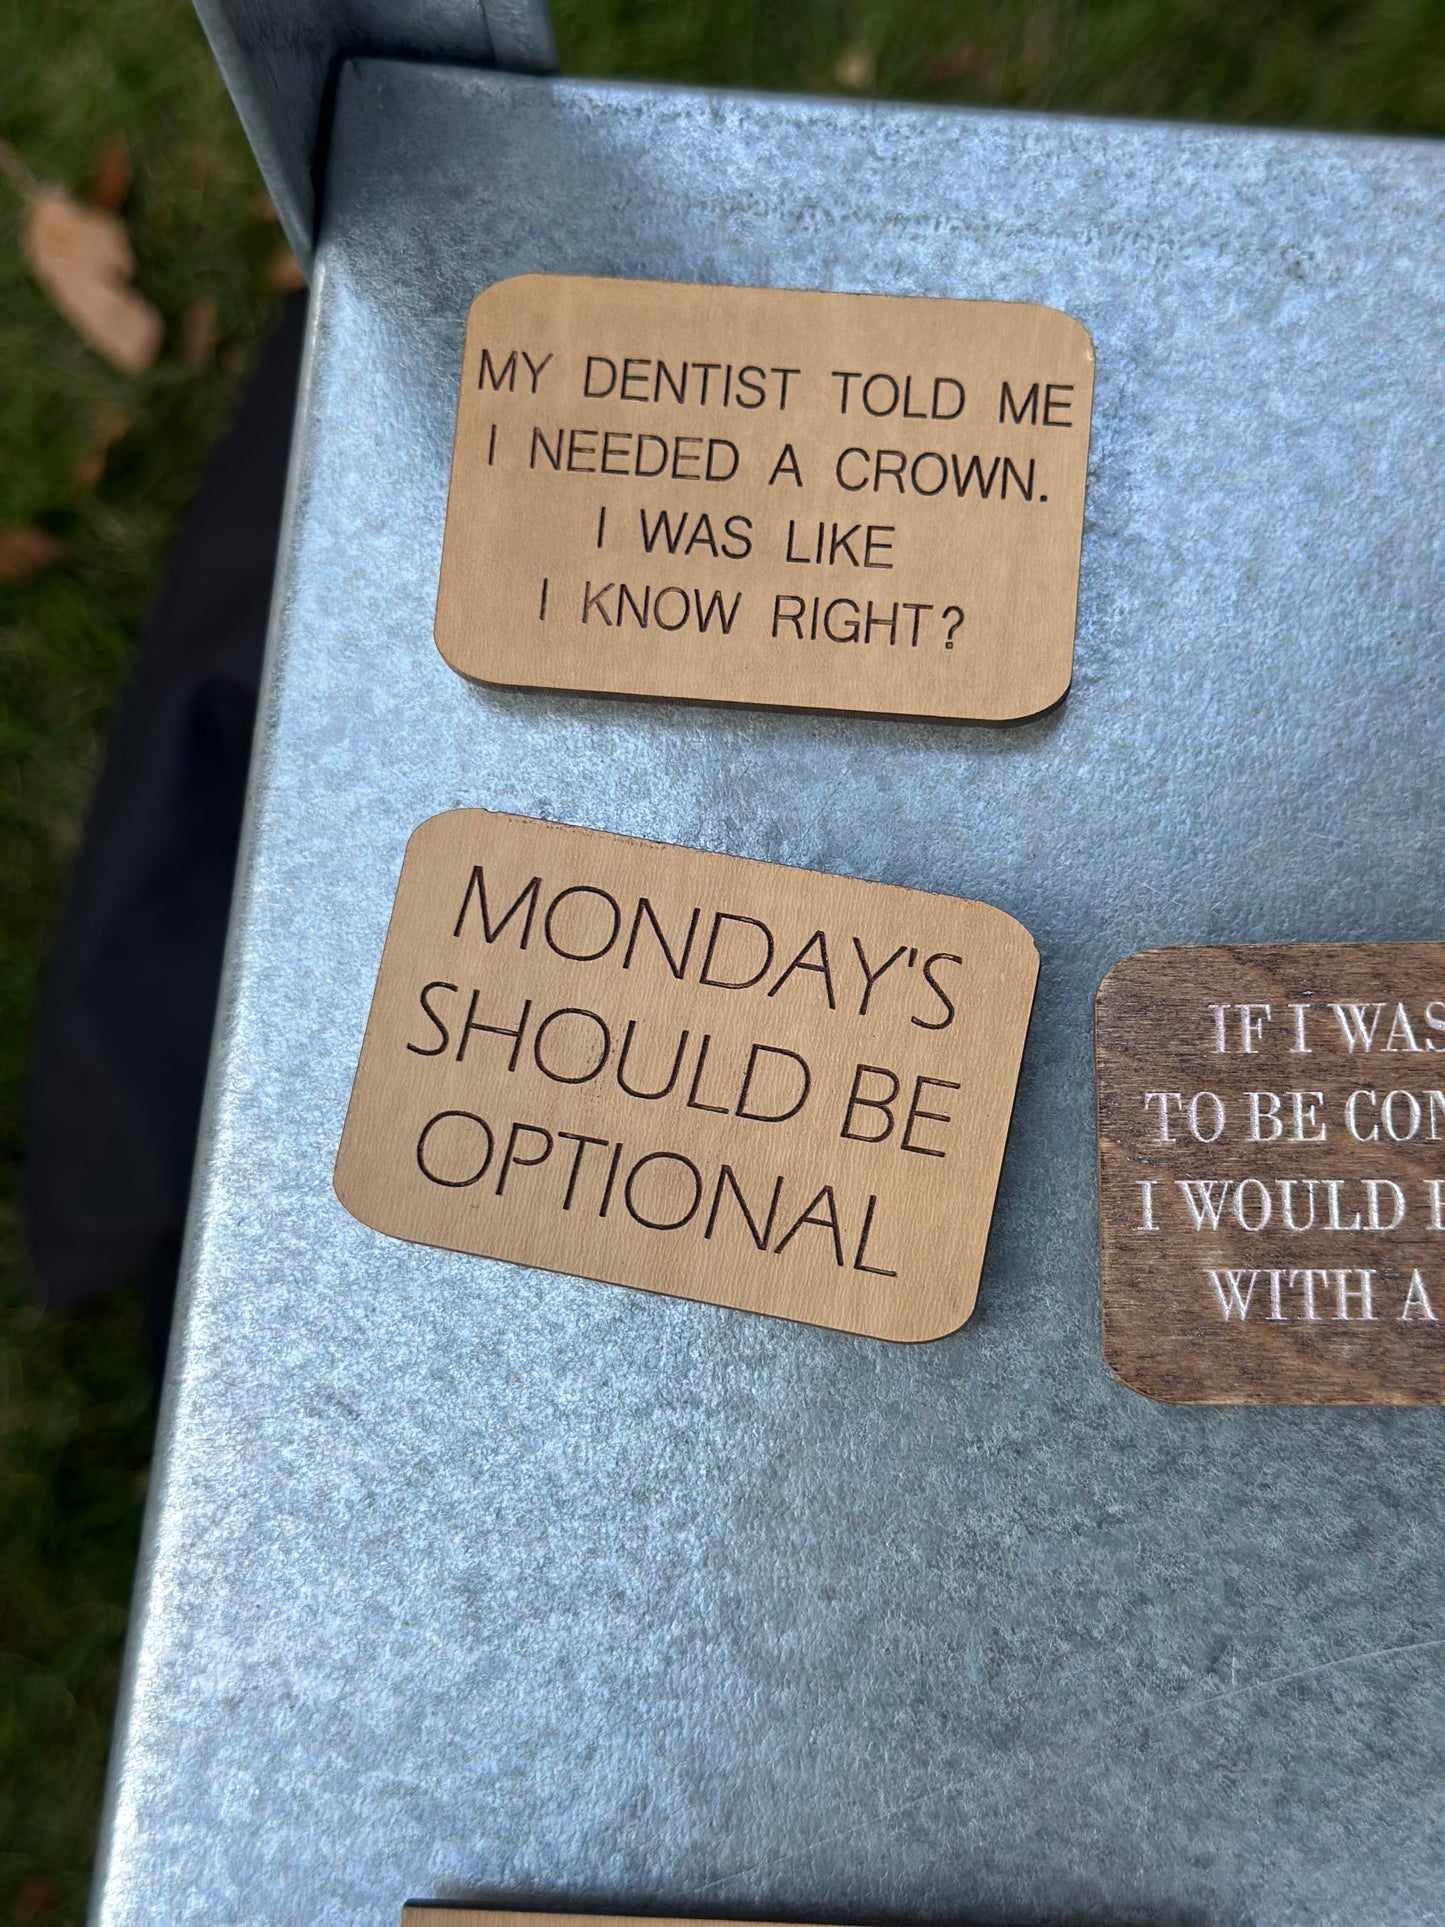 MY DENTIST TOLD ME
I NEEDED A CROWN.
I WAS LIKE
I KNOW RIGHT?
MONDAY'S
SHOULD BE
OPTIONAL
IF I WAS
TO BE
I WOULD
WITH A